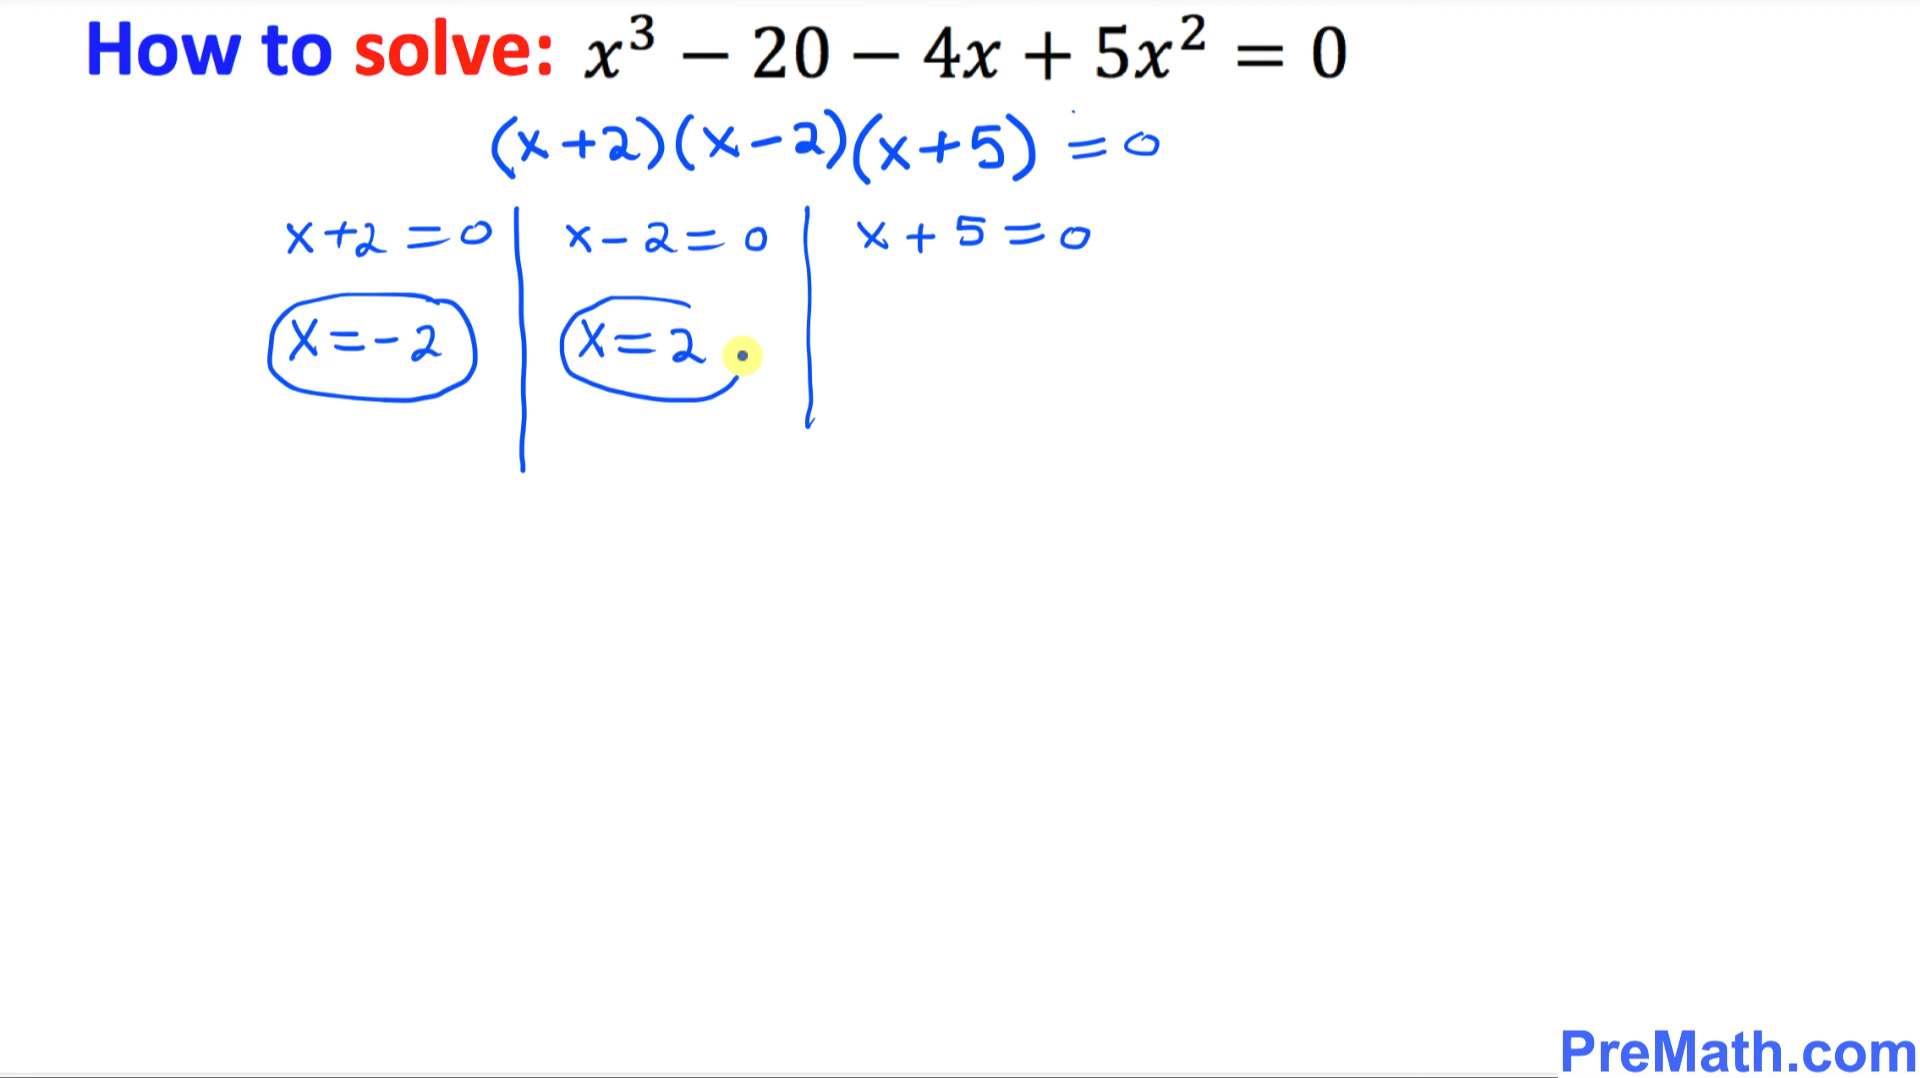 How to solve: x³ − 20 − 4x + 5x² = 0
(x+2)(x−2)(x+5) = 0
x+2 = 0 | x−2 = 0 | x+5 = 0
x = −2 | x = 2
PreMath.com